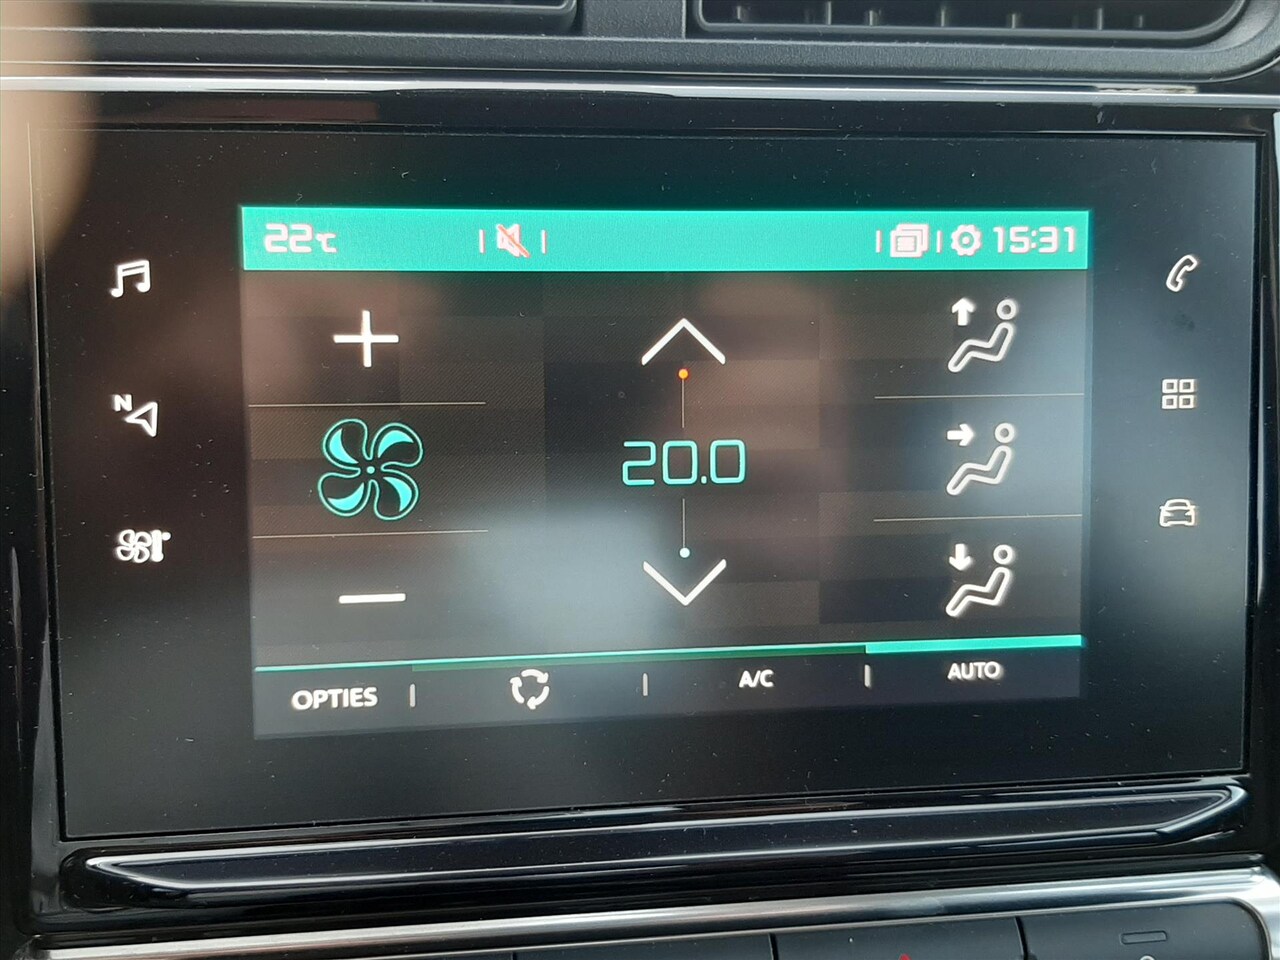 22°C 15:31
N
20.0
OPTIES A/C AUTO